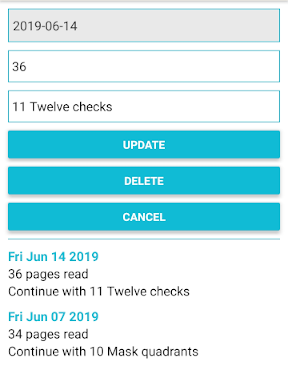 2019-06-14
36
11 Twelve checks
UPDATE
DELETE
CANCEL
Fri Jun 14 2019
36 pages read
Continue with 11 Twelve checks
Fri Jun 07 2019
34 pages read
Continue with 10 Mask quadrants